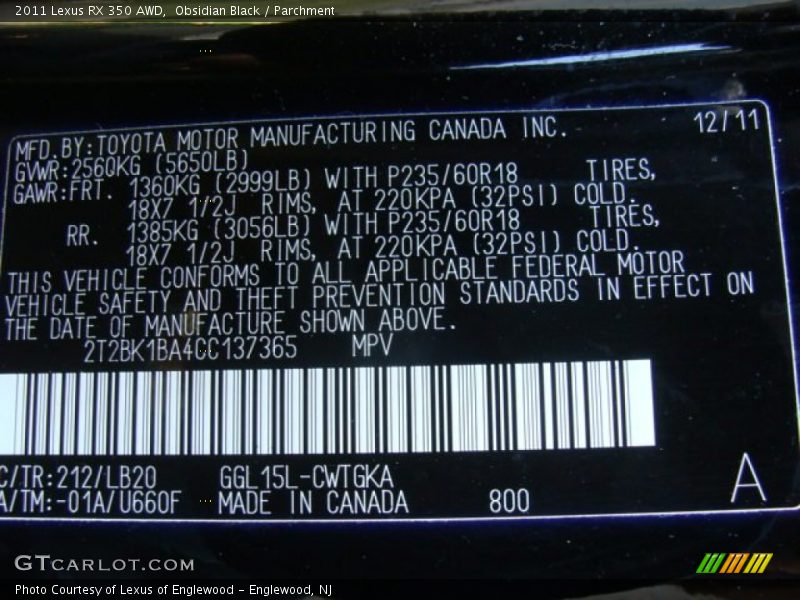 2011 Lexus RX 350 AWD,  Obsidian Black / Parchment
12/11
MFD. BY:TOYOTA MOTOR MANUFACTURING CANADA INC.
GVWR:2560KG (5650LB)
GAWR:FRT. 1360KG (2999LB) WITH P235/60R18 TIRES,
18X7 1/2J RIMS, AT 220KPA (32PSI) COLD.
RR. 1385KG (3056LB) WITH P235/60R18 TIRES,
18X7 1/2J RIMS, AT 220KPA (32PSI) COLD.
THIS VEHICLE CONFORMS TO ALL APPLICABLE FEDERAL MOTOR
VEHICLE SAFETY AND THEFT PREVENTION STANDARDS IN EFFECT ON
THE DATE OF MANUFACTURE SHOWN ABOVE.
2T2BK1BA4CC137365 MPV
C/TR:212/LB20 GGL15L-CWTGKA
A/TM:-01A/U660F MADE IN CANADA 800
A
GTCARLOT.COM
Photo Courtesy of Lexus of Englewood – Englewood, NJ